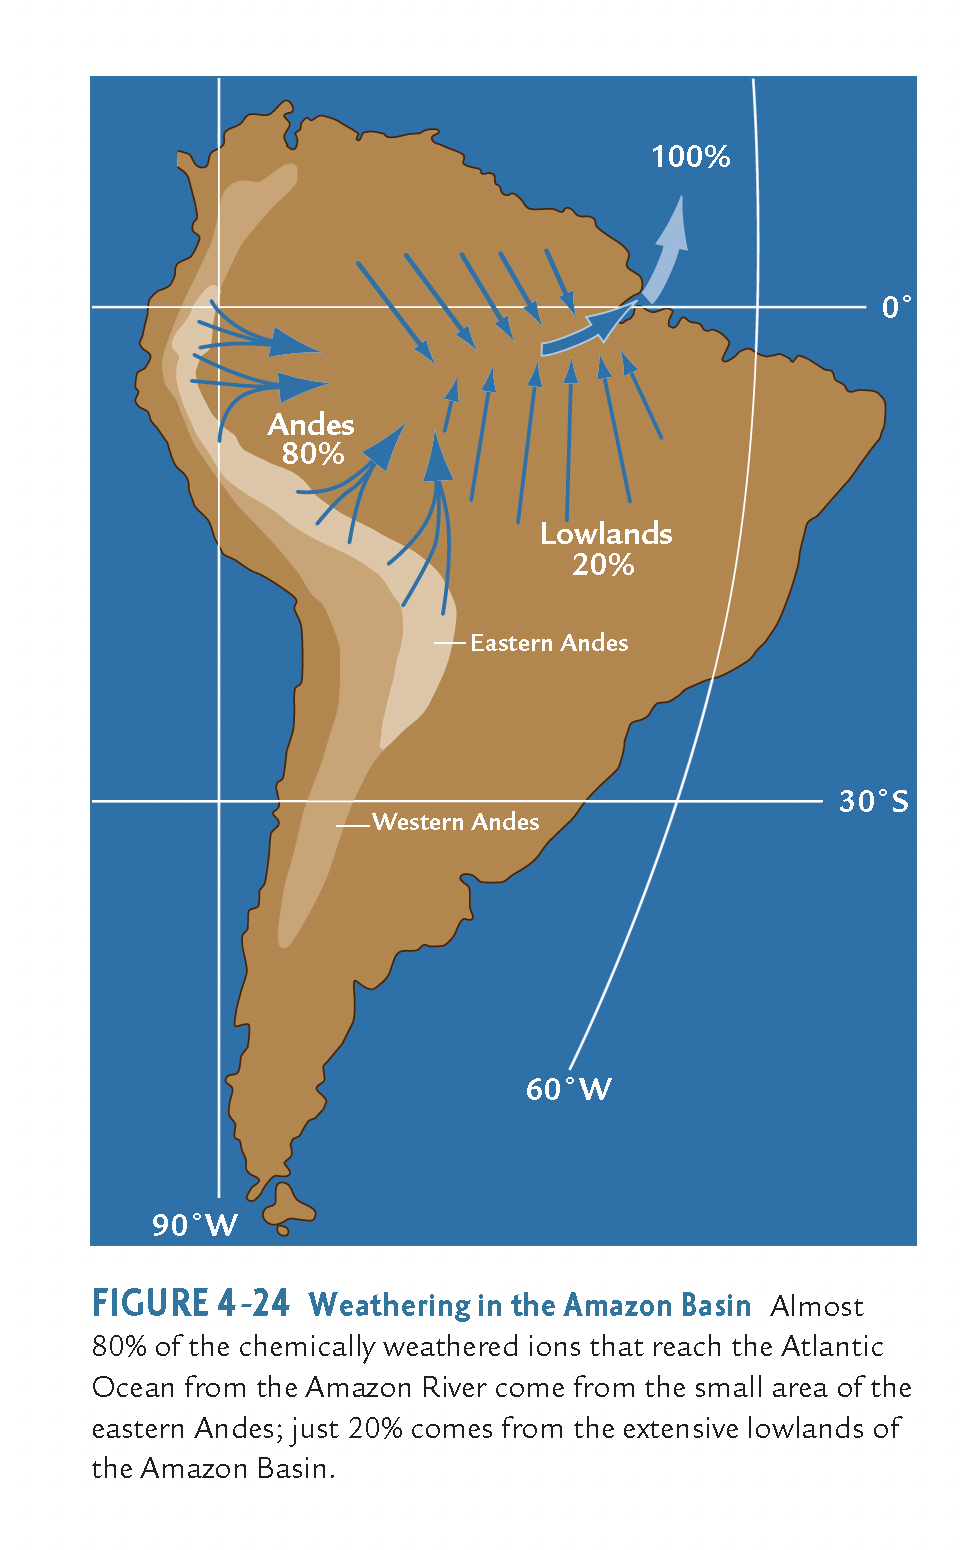 100%
0°
Andes
80%
Lowlands
20%
Eastern Andes
30°S
Western Andes
60°W
90°W
FIGURE 4-24 Weathering in the Amazon Basin Almost
80% of the chemically weathered ions that reach the Atlantic
Ocean from the Amazon River come from the small area of the
eastern Andes; just 20% comes from the extensive lowlands of
the Amazon Basin.